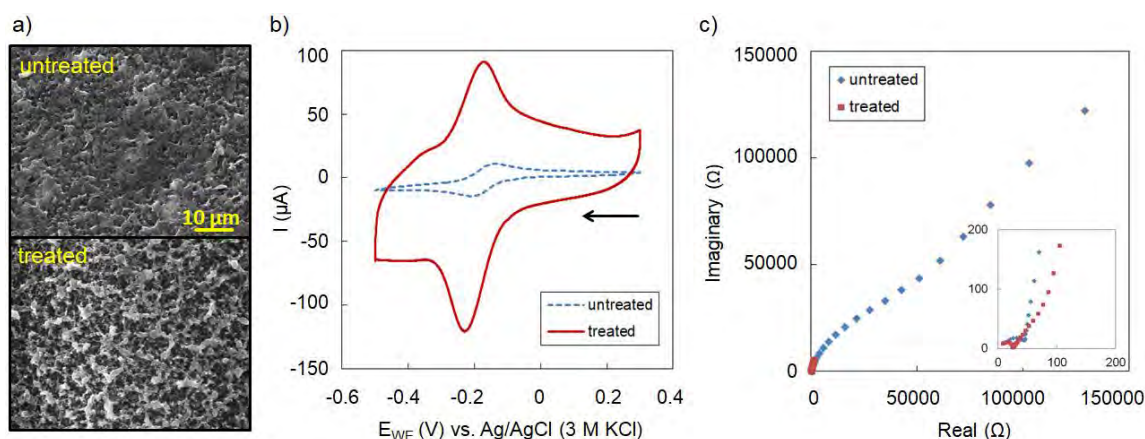 a)
untreated
10 µm
treated
b)
100
50
0
-50
-100
-150
I (µA)
-0.6
-0.4
-0.2
0
0.2
0.4
E_WE (V) vs. Ag/AgCl (3 M KCl)
untreated
treated
c)
150000
100000
50000
0
Imaginary (Ω)
untreated
treated
200
100
0
0
100
200
0
50000
100000
150000
Real (Ω)